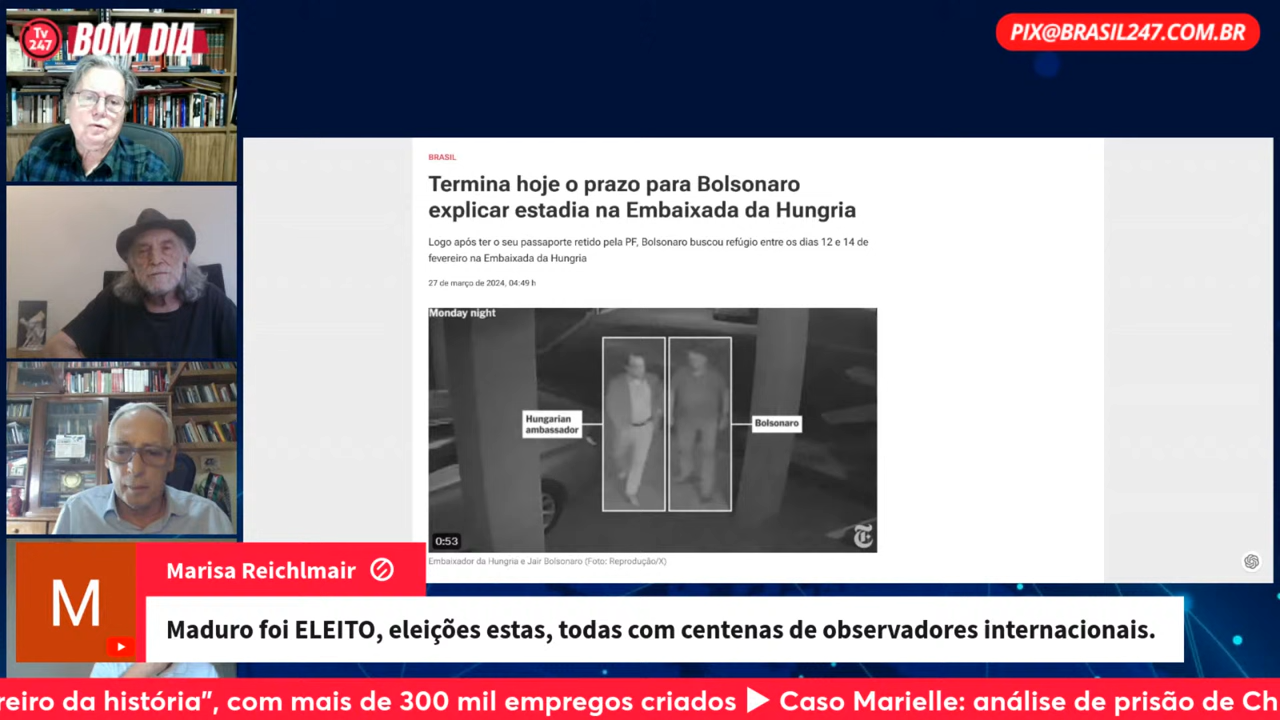 Tv
247
BOM DIA
PIX@BRASIL247.COM.BR
BRASIL
Termina hoje o prazo para Bolsonaro
explicar estadia na Embaixada da Hungria
Logo após ter o seu passaporte retido pela PF, Bolsonaro buscou refúgio entre os dias 12 e 14 de
fevereiro na Embaixada da Hungria
27 de março de 2024, 04:49 h
Monday night
Hungarian
ambassador
Bolsonaro
0:53
Embaixador da Hungria e Jair Bolsonaro (Foto: Reprodução/X)
M
Marisa Reichlmair
Maduro foi ELEITO, eleições estas, todas com centenas de observadores internacionais.
reiro da história”, com mais de 300 mil empregos criados ▶ Caso Marielle: análise de prisão de Ch